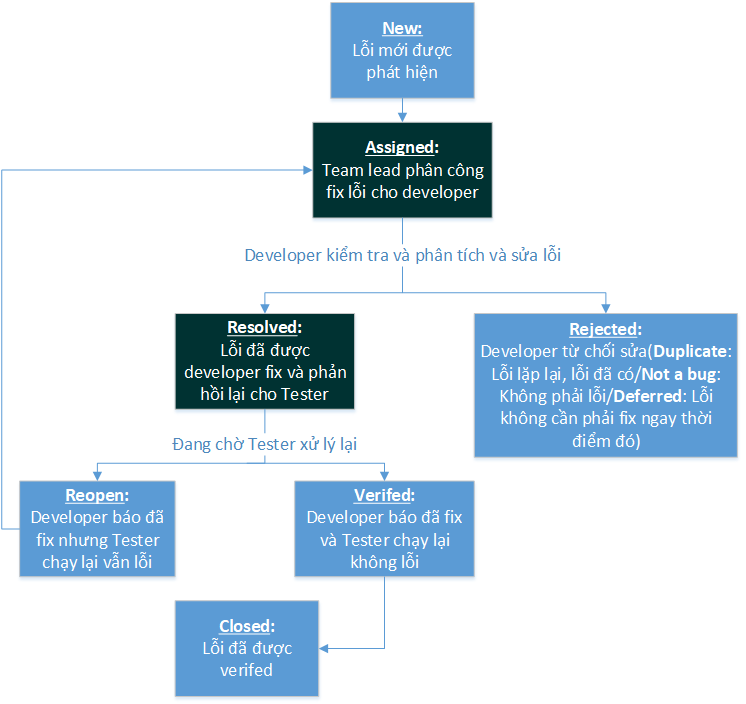 New:
Lỗi mới được
phát hiện
Assigned:
Team lead phân công
fix lỗi cho developer
Developer kiểm tra và phân tích và sửa lỗi
Resolved:
Lỗi đã được
developer fix và phản
hồi lại cho Tester
Rejected:
Developer từ chối sửa(Duplicate:
Lỗi lặp lại, lỗi đã có/Not a bug:
Không phải lỗi/Deferred: Lỗi
không cần phải fix ngay thời
điểm đó)
Đang chờ Tester xử lý lại
Reopen:
Developer báo đã
fix nhưng Tester
chạy lại vẫn lỗi
Verifed:
Developer báo đã fix
và Tester chạy lại
không lỗi
Closed:
Lỗi đã được
verifed